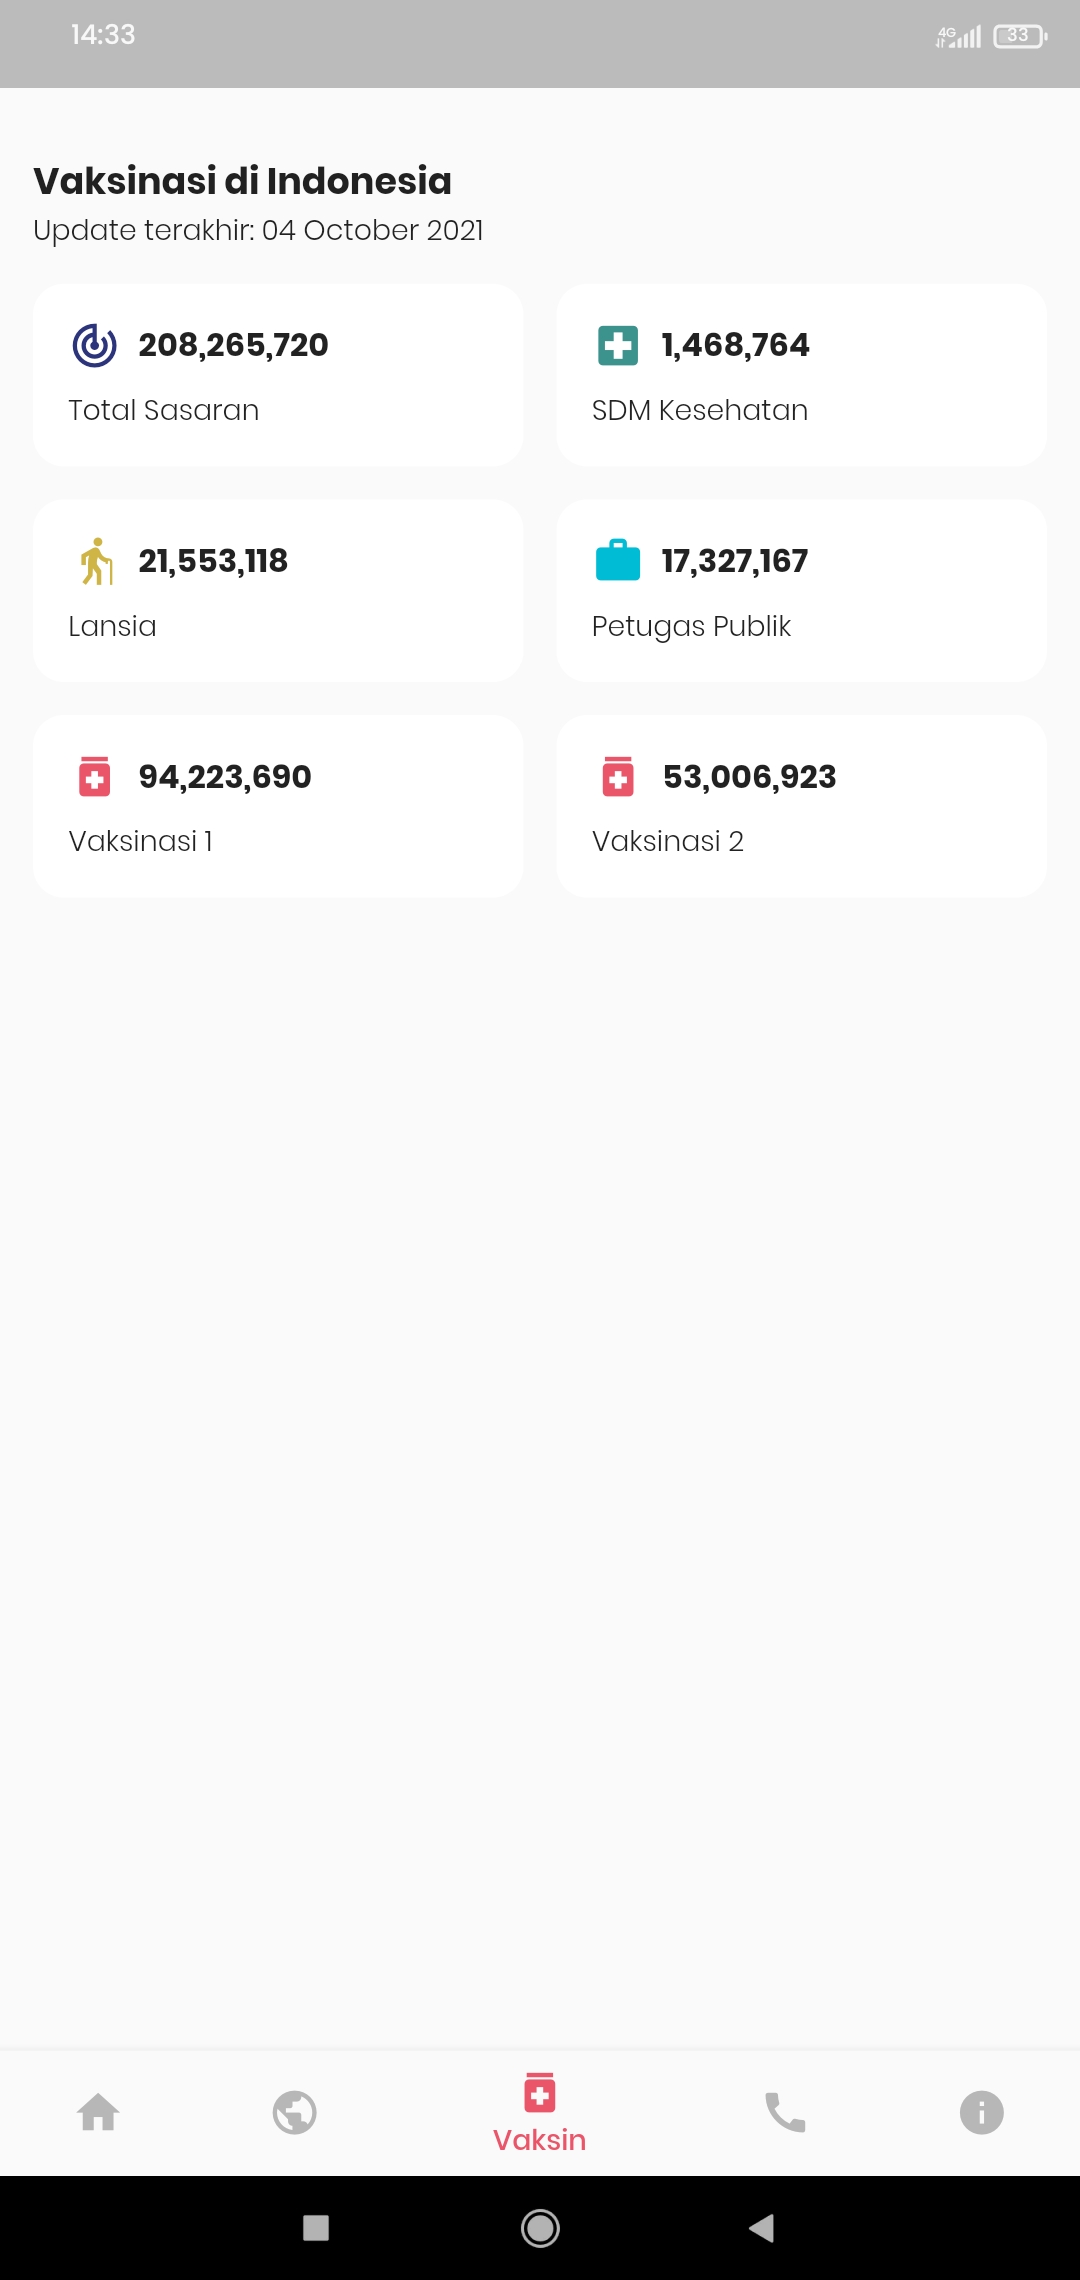 14:33
4G
33
Vaksinasi di Indonesia
Update terakhir: 04 October 2021
208,265,720
Total Sasaran
1,468,764
SDM Kesehatan
21,553,118
Lansia
17,327,167
Petugas Publik
94,223,690
Vaksinasi 1
53,006,923
Vaksinasi 2
Vaksin